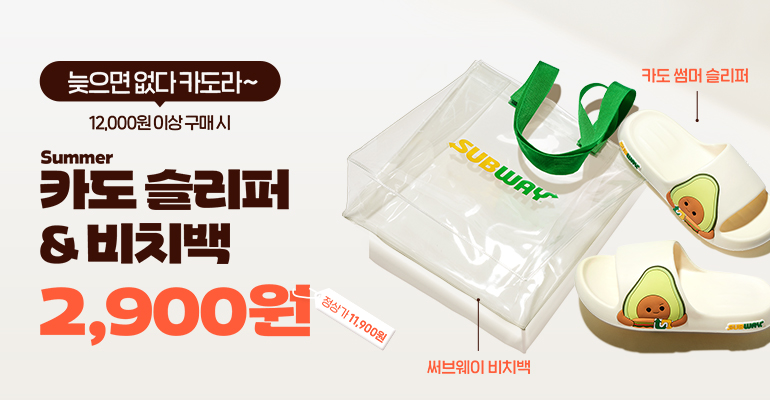 늦으면 없다 카도라~
12,000원 이상 구매 시
Summer
카도 슬리퍼
& 비치백
2,900원
정상가 11,900원
카도 썸머 슬리퍼
SUBWAY
SUBWAY
써브웨이 비치백